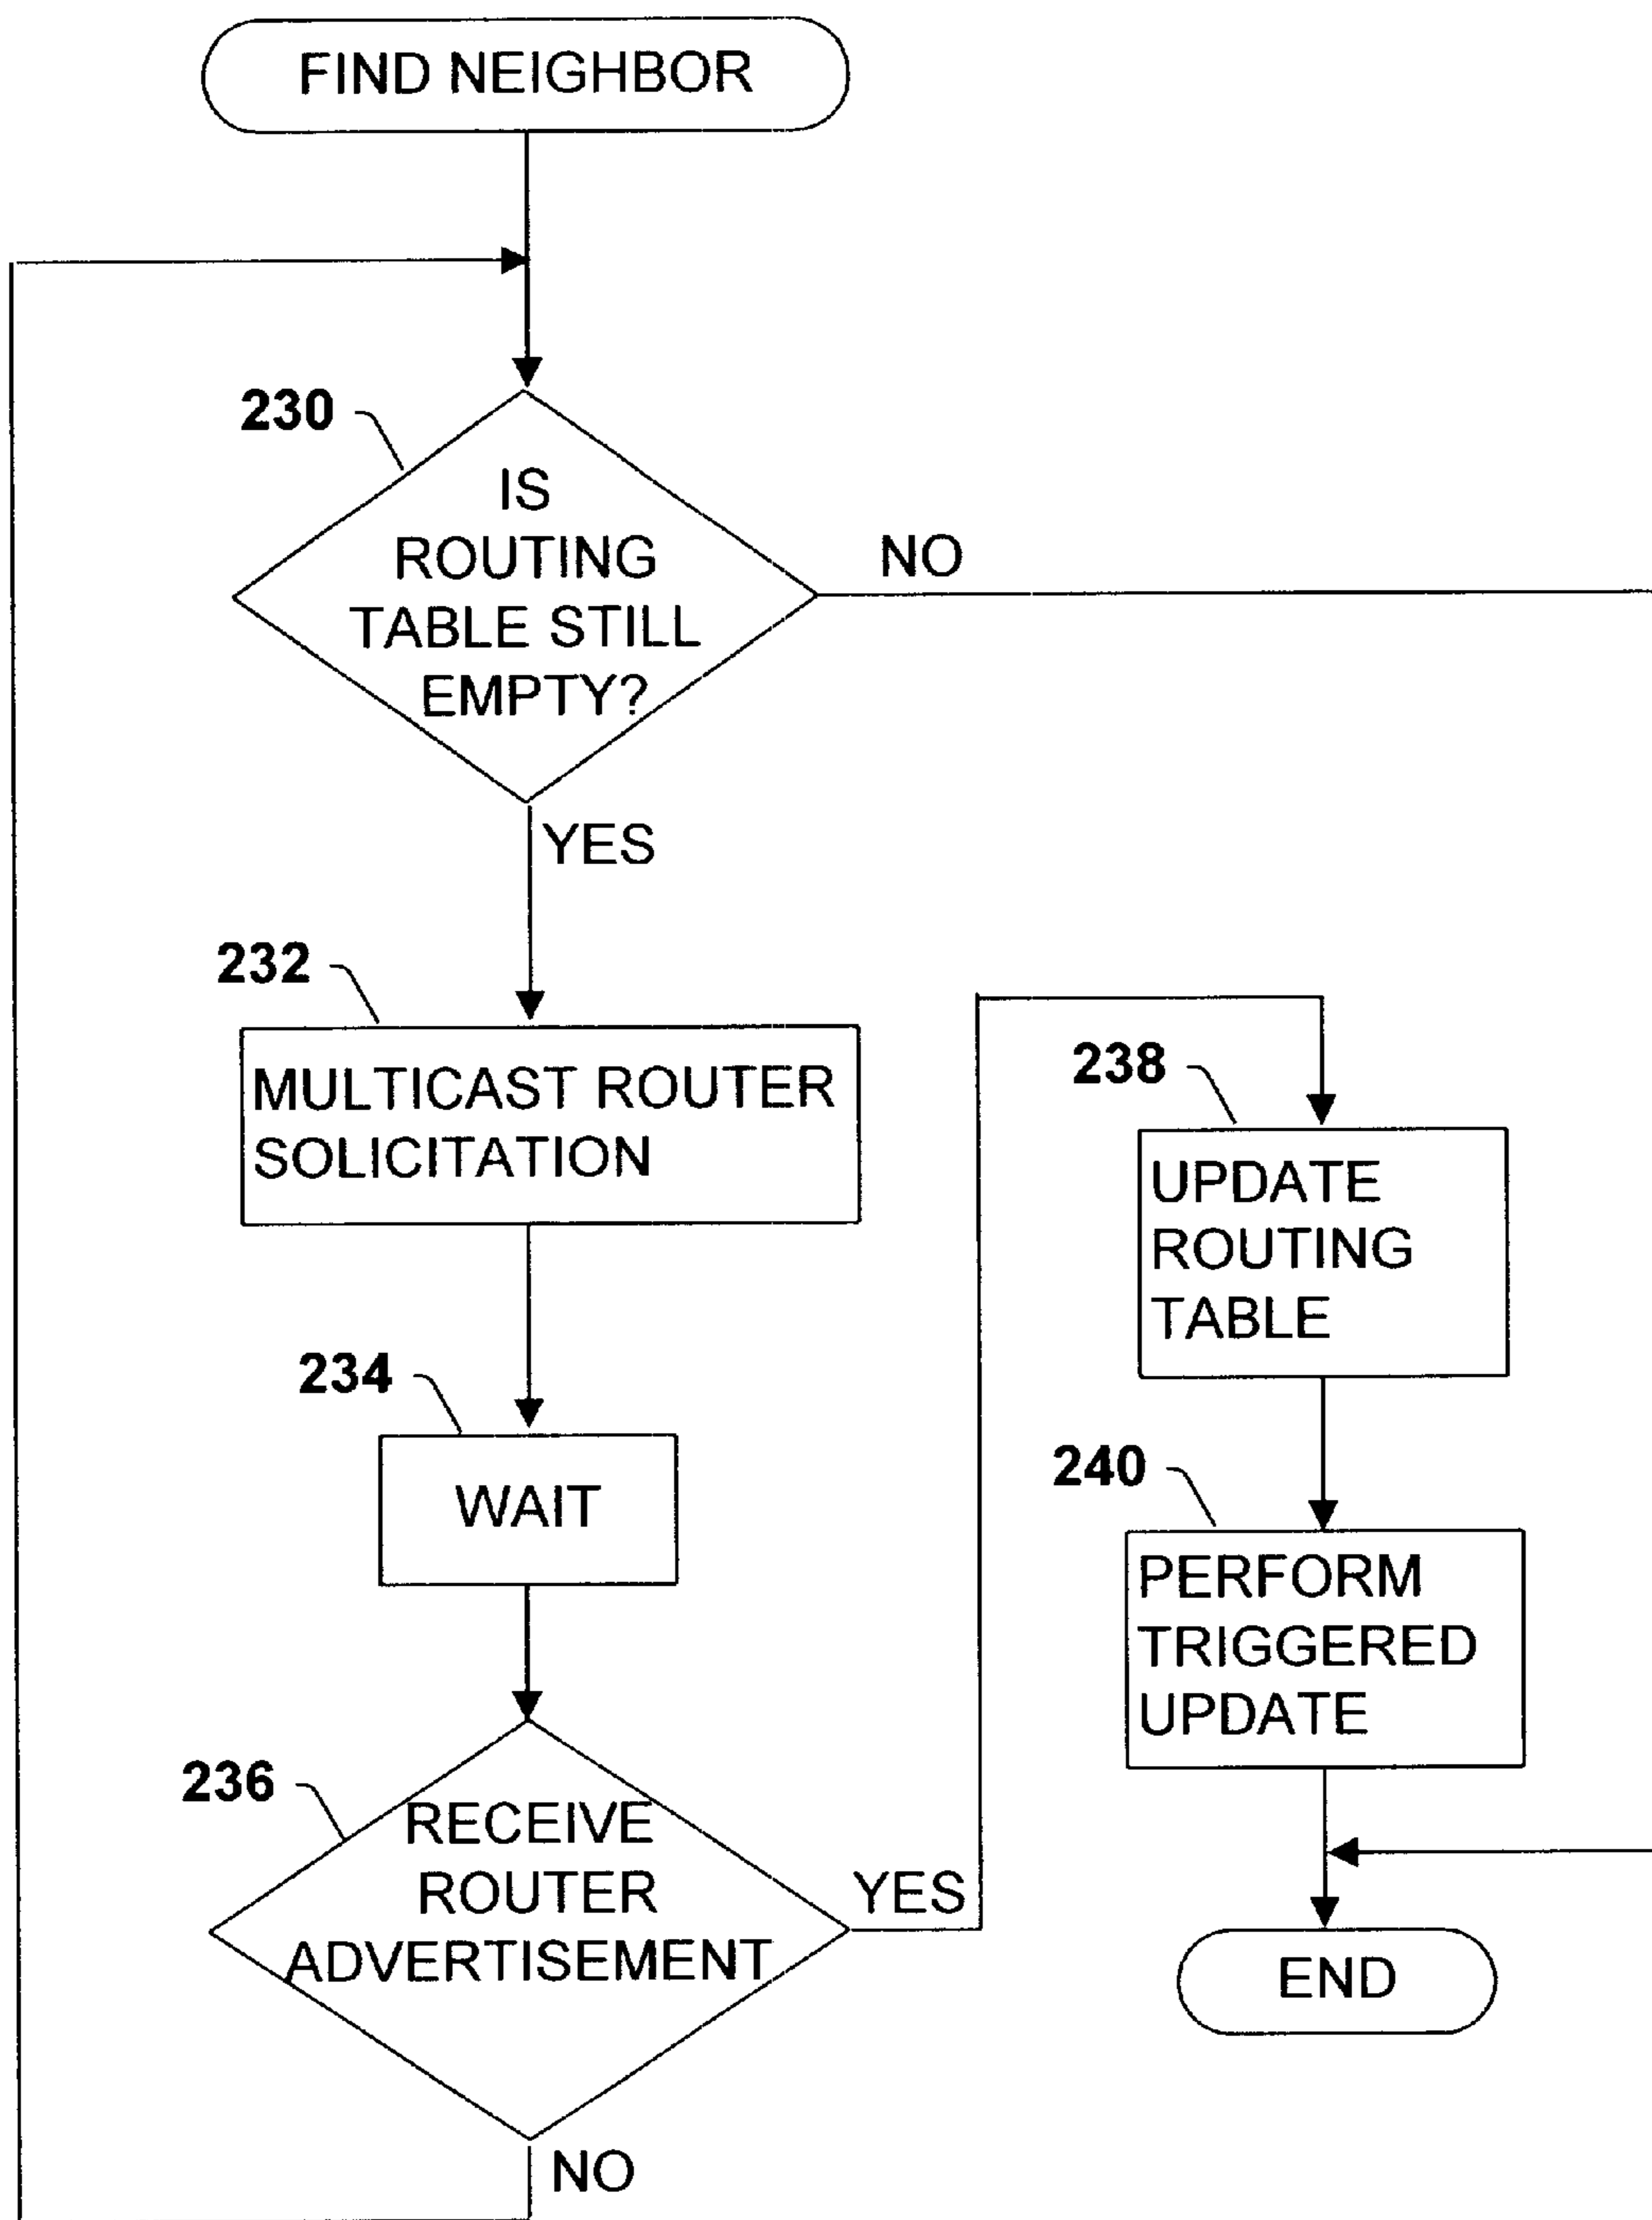 FIND NEIGHBOR
230
IS
ROUTING
TABLE STILL
EMPTY?
NO
YES
232
MULTICAST ROUTER
SOLICITATION
234
WAIT
236
RECEIVE
ROUTER
ADVERTISEMENT
YES
NO
238
UPDATE
ROUTING
TABLE
240
PERFORM
TRIGGERED
UPDATE
END